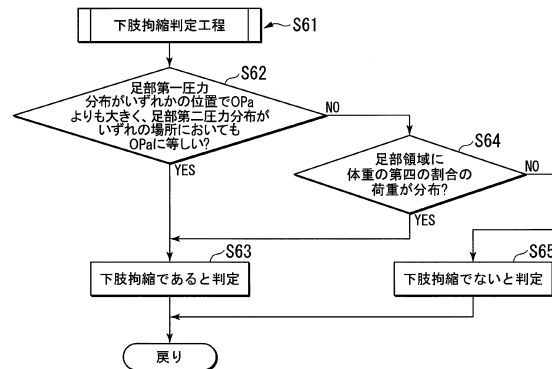 下肢拘縮判定工程
S61
S62
足部第一圧力
分布がいずれかの位置でOPa
よりも大きく、足部第二圧力分布が
いずれの場所においても
OPaに等しい?
NO
YES
S64
足部領域に
体重の第四の割合の
荷重が分布?
NO
YES
S63
下肢拘縮であると判定
S65
下肢拘縮でないと判定
戻り